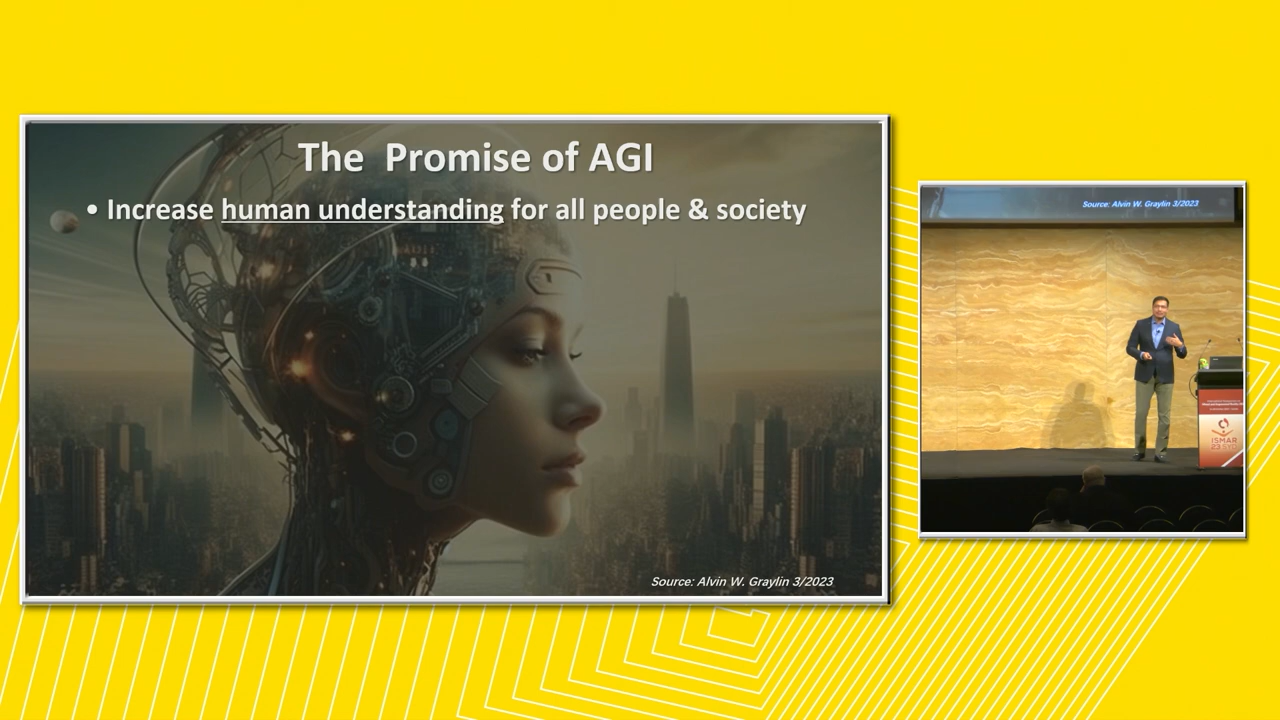 The Promise of AGI
• Increase human understanding for all people & society
Source: Alvin W. Graylin 3/2023
Source: Alvin W. Graylin 3/2023
ISMAR